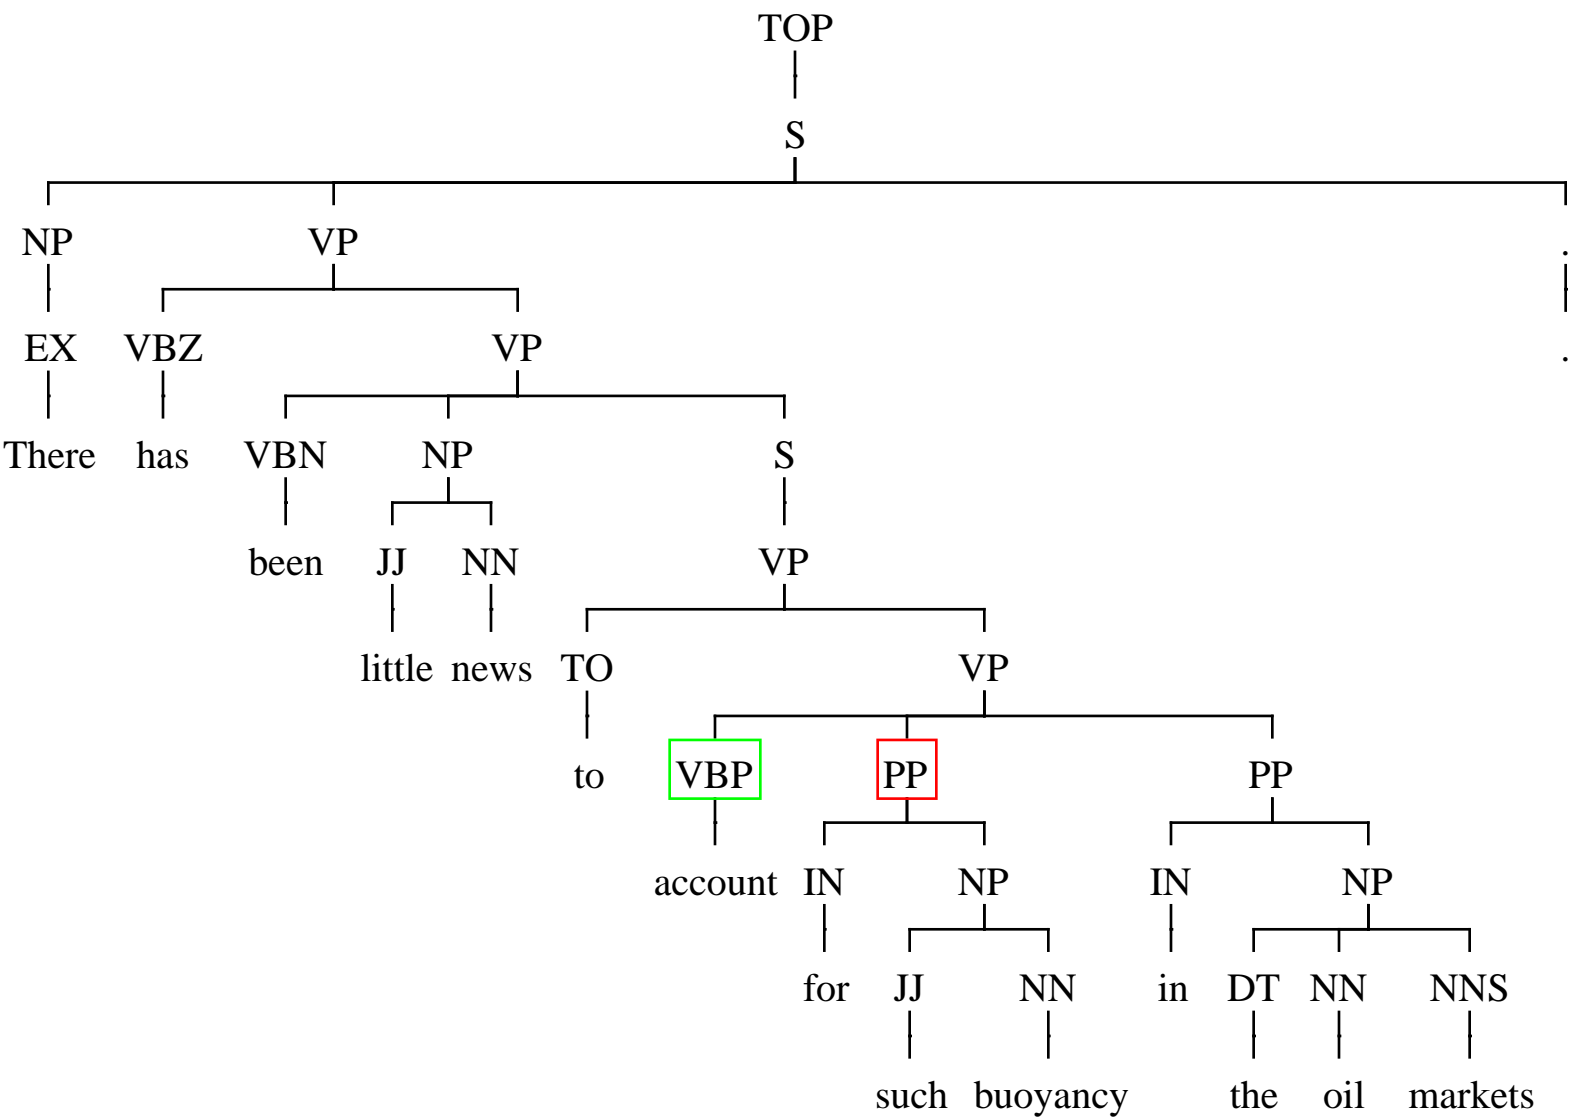 TOP
S
NP VP .
EX VBZ VP .
There has VBN NP S
been JJ NN VP
little news TO VP
to VBP PP PP
account IN NP IN NP
for JJ NN in DT NN NNS
such buoyancy the oil markets